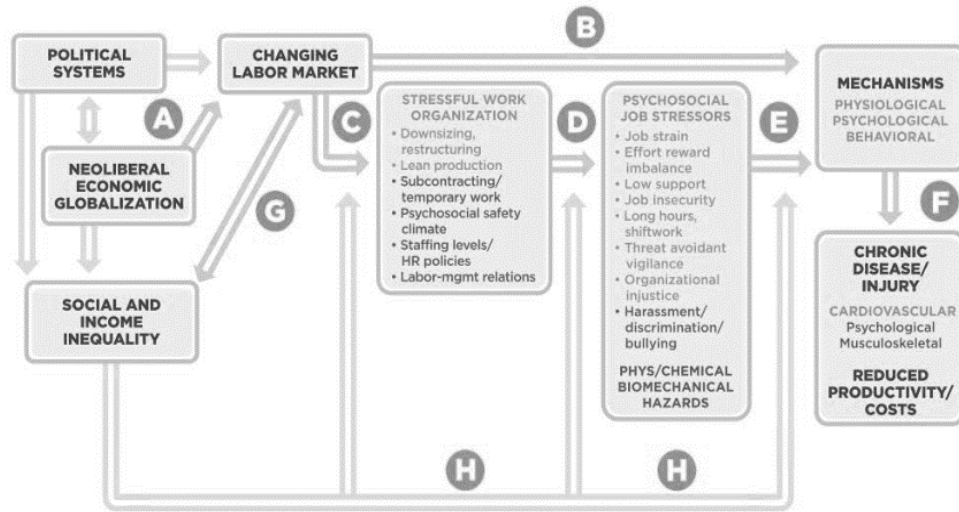 POLITICAL
SYSTEMS
A
NEOLIBERAL
ECONOMIC
GLOBALIZATION
SOCIAL AND
INCOME
INEQUALITY
G
CHANGING
LABOR MARKET
B
C
STRESSFUL WORK
ORGANIZATION
• Downsizing,
restructuring
• Lean production
• Subcontracting/
temporary work
• Psychosocial safety
climate
• Staffing levels/
HR policies
• Labor-mgmt relations
D
PSYCHOSOCIAL
JOB STRESSORS
• Job strain
• Effort reward
imbalance
• Low support
• Job insecurity
• Long hours,
shiftwork
• Threat avoidant
vigilance
• Organizational
injustice
• Harassment/
discrimination/
bullying
PHYS/CHEMICAL
BIOMECHANICAL
HAZARDS
E
MECHANISMS
PHYSIOLOGICAL
PSYCHOLOGICAL
BEHAVIORAL
F
CHRONIC
DISEASE/
INJURY
CARDIOVASCULAR
Psychological
Musculoskeletal
REDUCED
PRODUCTIVITY/
COSTS
H
H